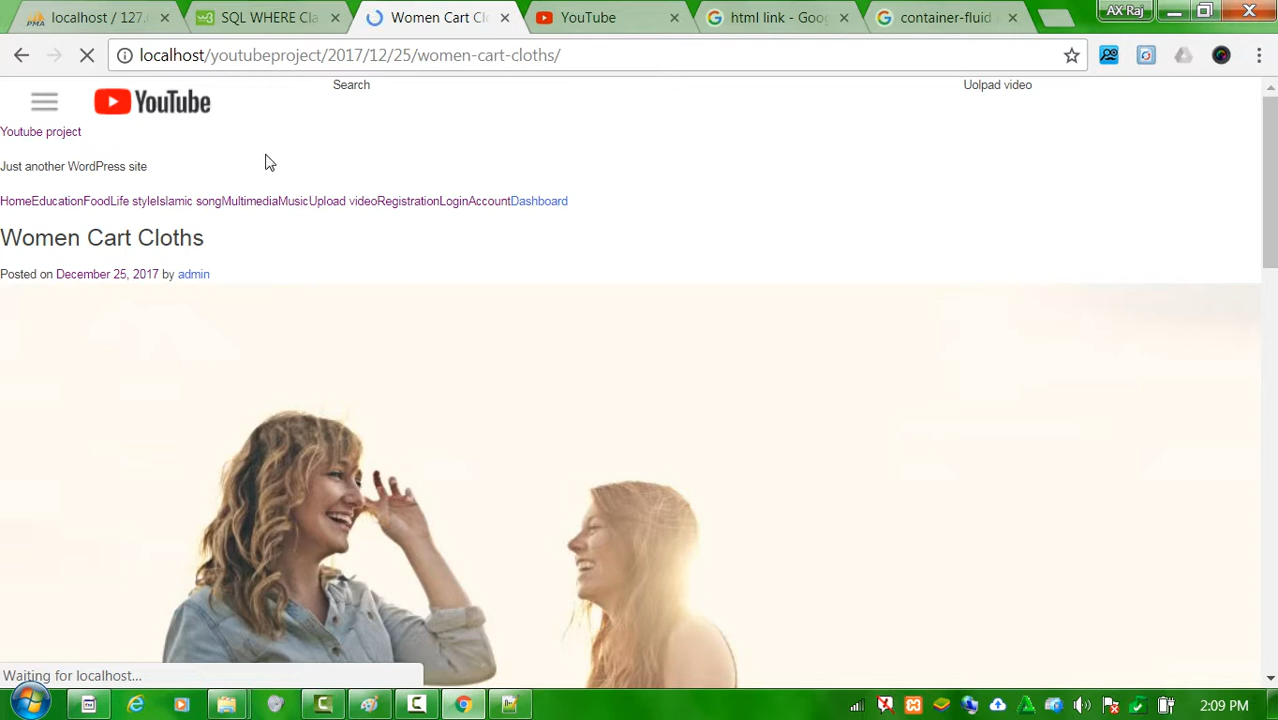 localhost / 127.
SQL WHERE Cla
Women Cart Cl
YouTube
html link - Goo
container-fluid
AX Raj
localhost/youtubeproject/2017/12/25/women-cart-cloths/
YouTube
Search
Uolpad video
Youtube project
Just another WordPress site
HomeEducationFoodLife styleIslamic songMultimediaMusicUpload videoRegistrationLoginAccountDashboard
Women Cart Cloths
Posted on December 25, 2017 by admin
Waiting for localhost...
2:09 PM